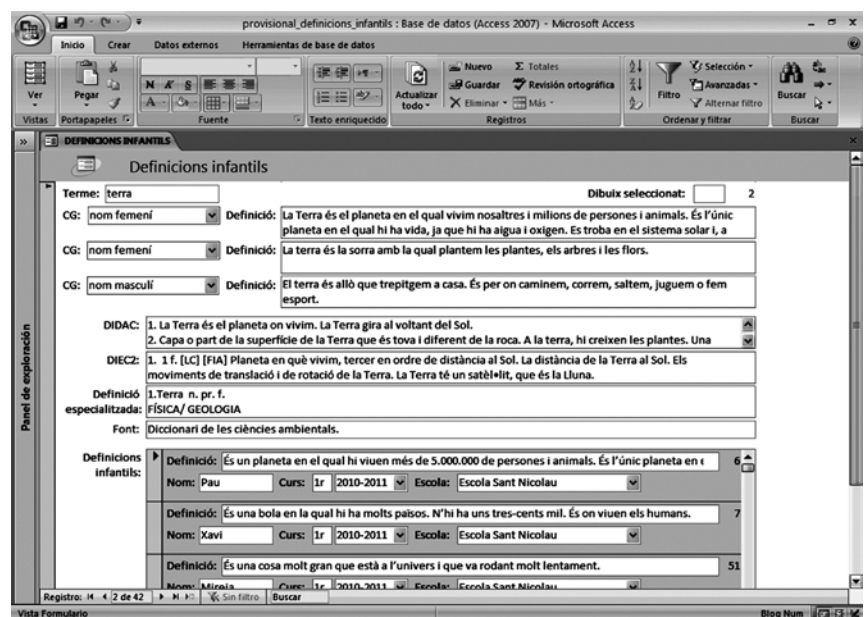 provisional_definicions_infantils : Base de datos (Access 2007) - Microsoft Access
Inicio Crear Datos externos Herramientas de base de datos
Ver
Vistas
Pegar
Portapapeles
N K S
A
Fuente
Texto enriquecido
Actualizar todo
Nuevo
Guardar
Eliminar
Σ Totales
Revisión ortográfica
Más
Registros
Filtro
Selección
Avanzadas
Alternar filtro
Ordenar y filtrar
Buscar
Buscar
DEFINICIONS INFANTILS
Definicions infantils
Terme: terra Dibuix seleccionat: 2
CG: nom femení Definició: La Terra és el planeta en el qual vivim nosaltres i milions de persones i animals. És l'únic
planeta en el qual hi ha vida, ja que hi ha aigua i oxigen. Es troba en el sistema solar i, a
CG: nom femení Definició: La terra és la sorra amb la qual plantem les plantes, els arbres i les flors.
CG: nom masculí Definició: El terra és allò que trepitgem a casa. És per on caminem, correm, saltem, juguem o fem
esport.
DIDAC: 1. La Terra és el planeta on vivim. La Terra gira al voltant del Sol.
2. Capa o part de la superfície de la Terra que és tova i diferent de la roca. A la terra, hi creixen les plantes. Una
DIEC2: 1. 1 f. [LC] [FIA] Planeta en què vivim, tercer en ordre de distància al Sol. La distància de la Terra al Sol. Els
moviments de translació i de rotació de la Terra. La Terra té un satèl•lit, que és la Lluna.
Definició 1.Terra n. pr. f.
especialitzada: FÍSICA/ GEOLOGIA
Font: Diccionari de les ciències ambientals.
Definicions infantils:
Definició: És un planeta en el qual hi viuen més de 5.000.000 de persones i animals. És l'únic planeta en 6
Nom: Pau Curs: 1r 2010-2011 Escola: Escola Sant Nicolau
Definició: És una bola en la qual hi ha molts països. N'hi ha uns tres-cents mil. És on viuen els humans. 7
Nom: Xavi Curs: 1r 2010-2011 Escola: Escola Sant Nicolau
Definició: És una cosa molt gran que està a l'univers i que va rodant molt lentament. 51
Nom: Mireia Curs: 1r 2010-2011 Escola: Escola Sant Nicolau
Panel de exploración
Registro: 2 de 42 Sin filtro Buscar
Vista Formulario Bloq Num